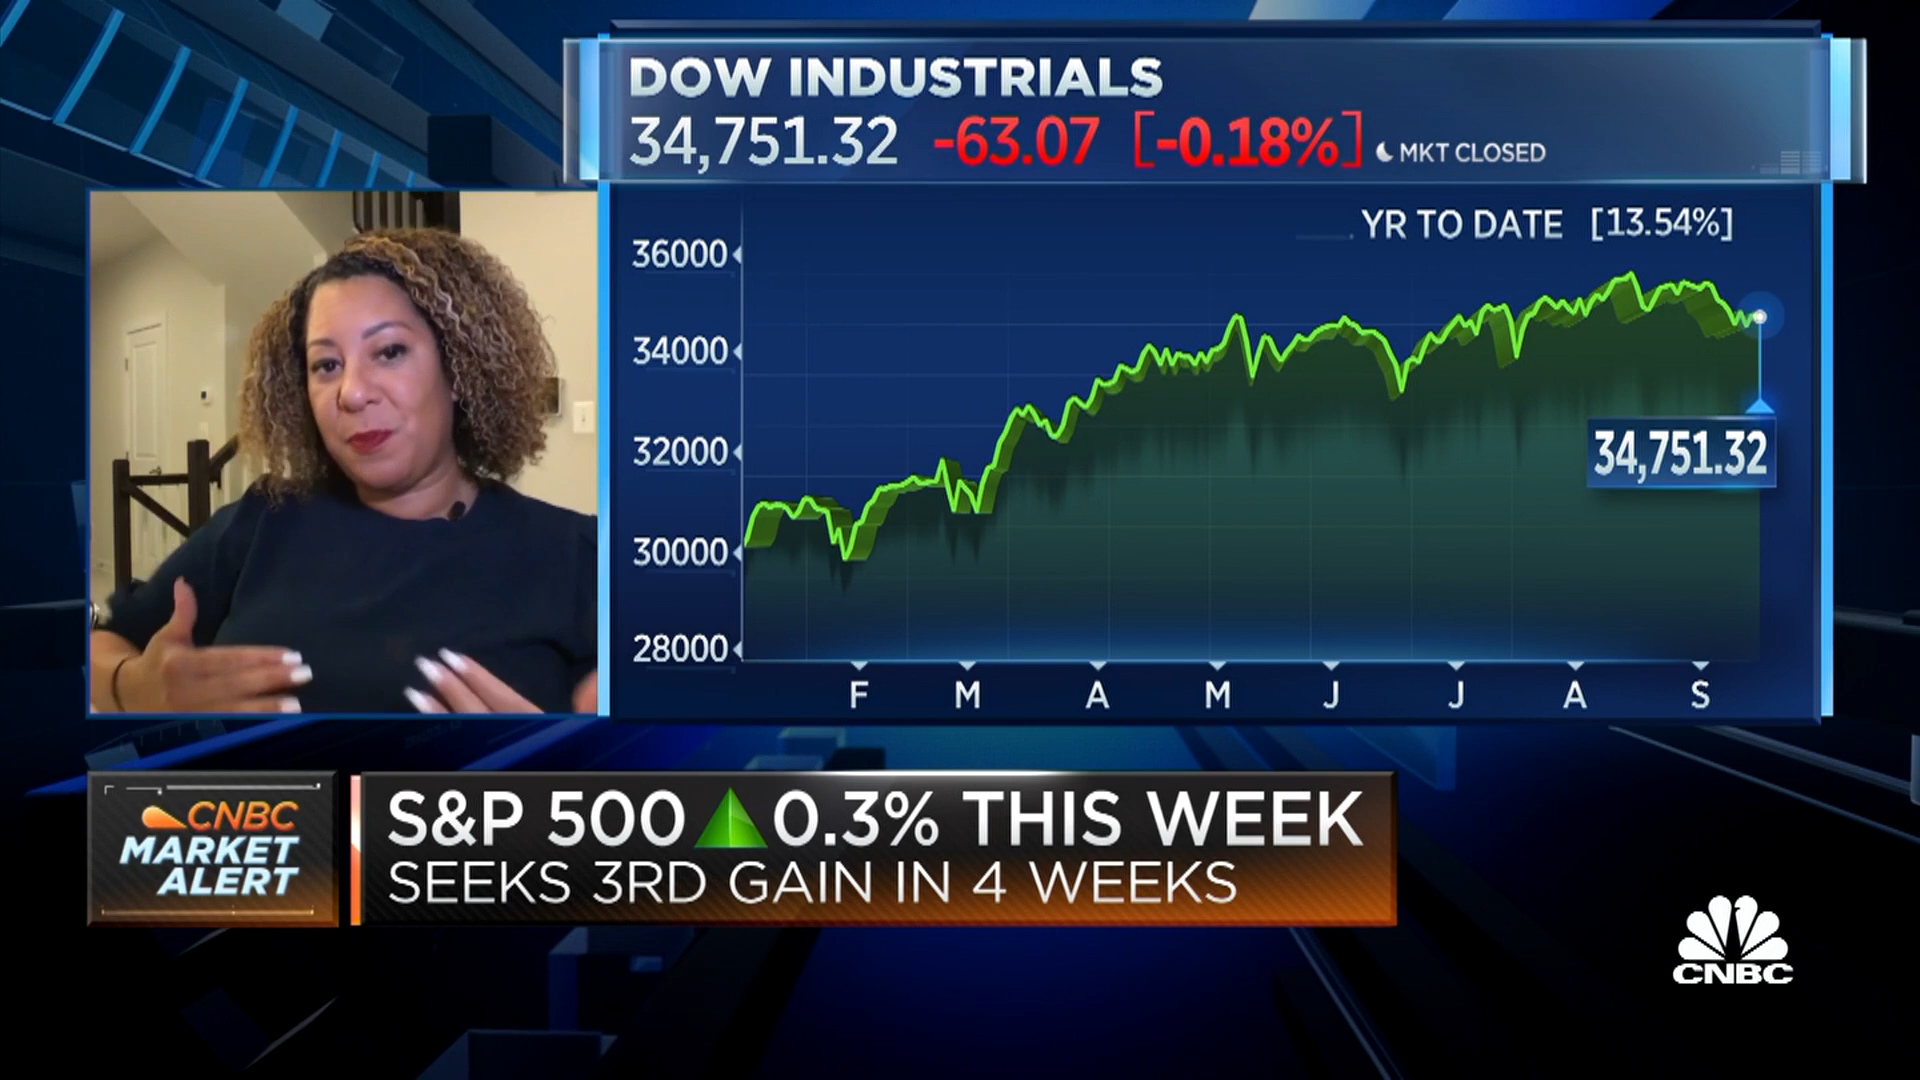 DOW INDUSTRIALS
34,751.32 -63.07 [-0.18%] MKT CLOSED
YR TO DATE [13.54%]
36000
34000
32000
30000
28000
34,751.32
F M A M J J A S
CNBC
MARKET
ALERT
S&P 500 ▲ 0.3% THIS WEEK
SEEKS 3RD GAIN IN 4 WEEKS
CNBC